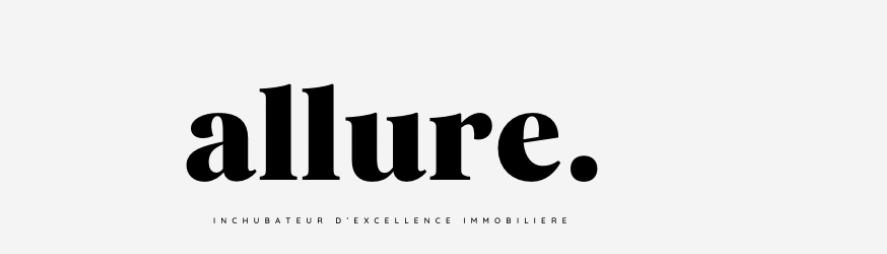 allure.
INCHUBATEUR D'EXCELLENCE IMMOBILIERE